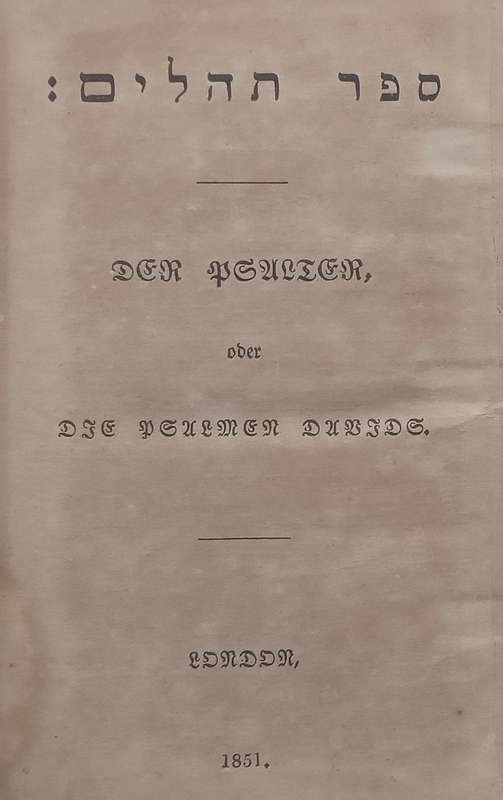 ספר תהלים:
DER PSALTER,
oder
DIE PSALMEN DAVIDS.
LONDON,
1851.